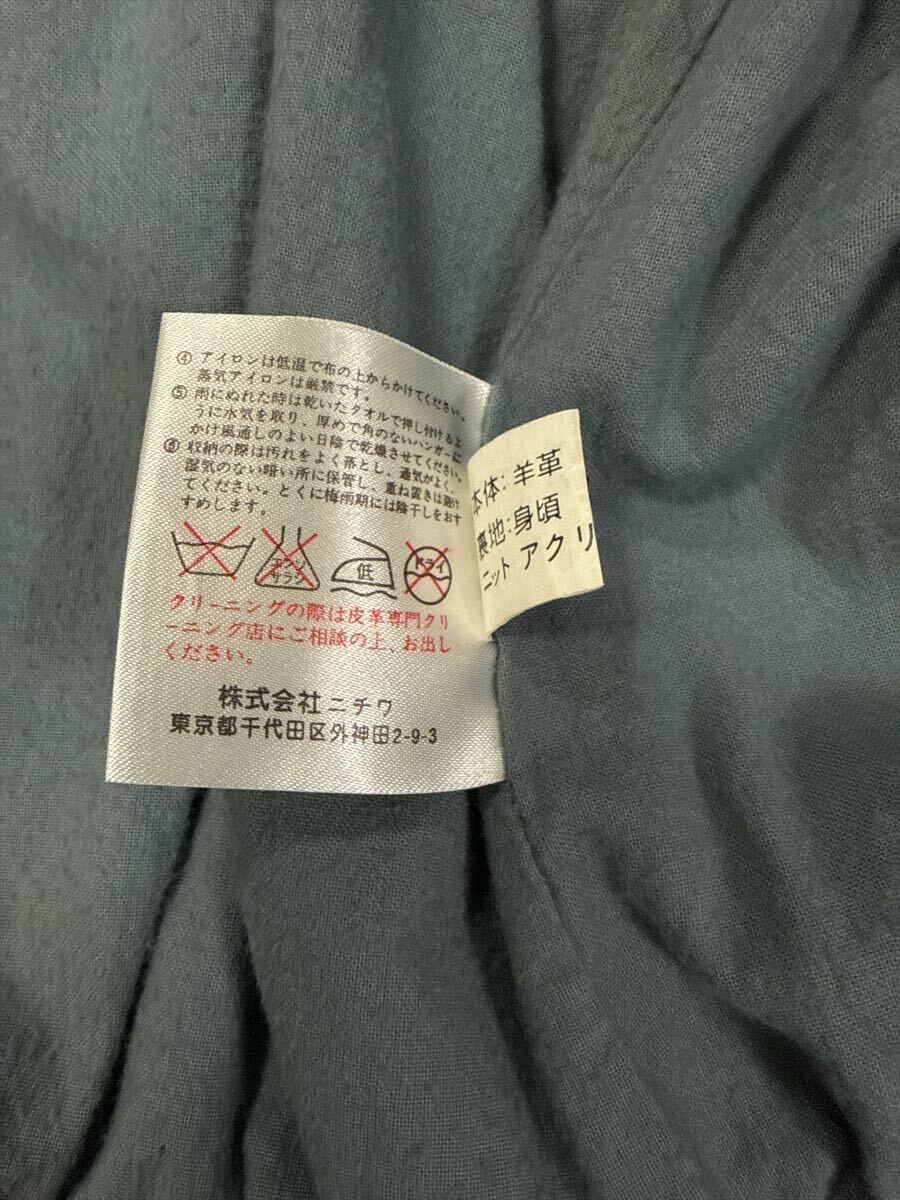 ④ アイロンは低温で布の上からかけてください。
蒸気アイロンは厳禁です。
⑤ 雨にぬれた時は乾いたタオルで押し付けるよ
うに水気を取り、厚めで角のないハンガーに
かけ風通しのよい日陰で乾燥させてください。
⑥ 収納の際は汚れをよく落とし、通気がよく、
湿気のない暗い所に保管し、重ね置きは避け
てください。とくに梅雨期には陰干しをおす
すめします。
エンソ
サラシ
低
ドライ
クリーニングの際は皮革専門クリ
ーニング店にご相談の上、お出し
ください。
株式会社ニチワ
東京都千代田区外神田2-9-3
本体:羊革
裏地:身頃
ニット アクリ